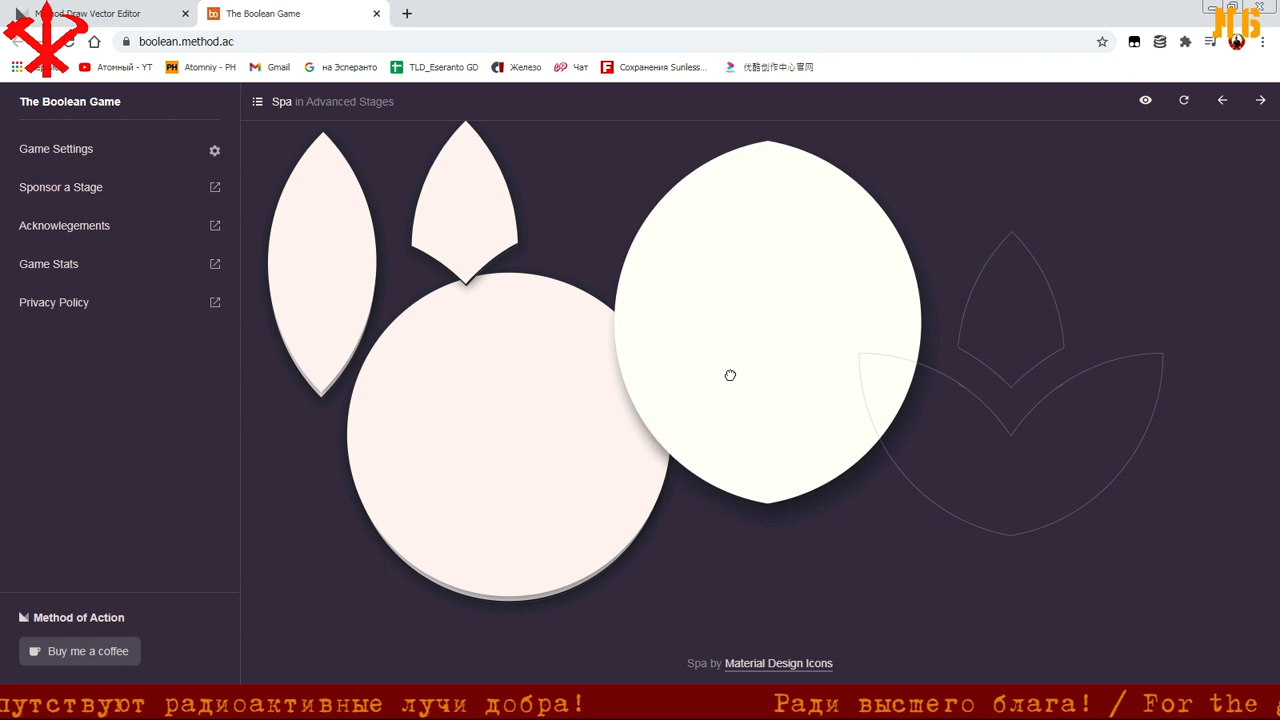 Method Draw Vector Editor
The Boolean Game
МБ
boolean.method.ac
Атомный - YT
Atomniy - PH
Gmail
на Эсперанто
TLD_Eseranto GD
Железо
Чат
Сохранения Sunless...
优酷创作中心官网
The Boolean Game
Spa in Advanced Stages
Game Settings
Sponsor a Stage
Acknowlegements
Game Stats
Privacy Policy
Method of Action
Buy me a coffee
Spa by Material Design Icons
путствуют радиоактивные лучи добра! Ради высшего блага! / For the